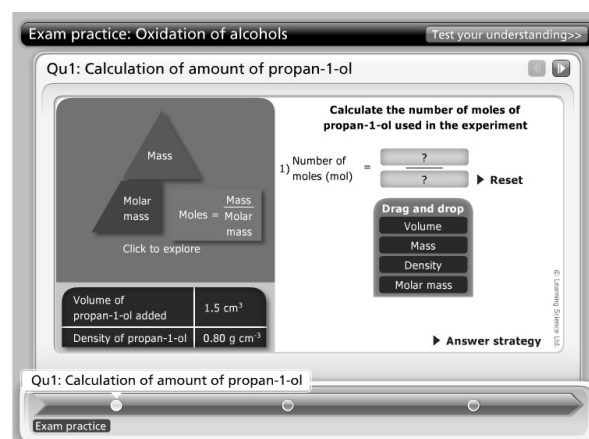 Exam practice: Oxidation of alcohols
Test your understanding>>
Qu1: Calculation of amount of propan-1-ol
Mass
Molar
mass
Moles = Mass
Molar
mass
Click to explore
Volume of
propan-1-ol added
1.5 cm³
Density of propan-1-ol
0.80 g cm⁻³
Calculate the number of moles of
propan-1-ol used in the experiment
1) Number of
moles (mol)
=
?
?
Reset
Drag and drop
Volume
Mass
Density
Molar mass
Answer strategy
© Learning Science Ltd.
Qu1: Calculation of amount of propan-1-ol
Exam practice